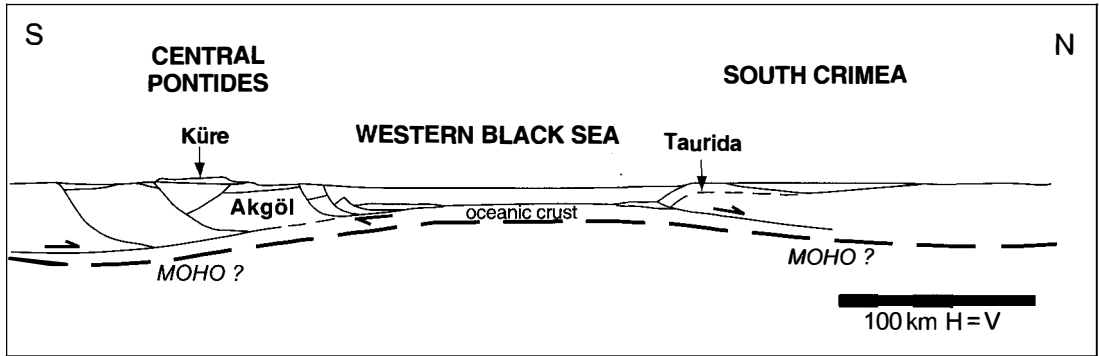 S
N
CENTRAL
PONTIDES
SOUTH CRIMEA
Küre
WESTERN BLACK SEA
Taurida
Akgöl
oceanic crust
MOHO ?
MOHO ?
100 km H = V